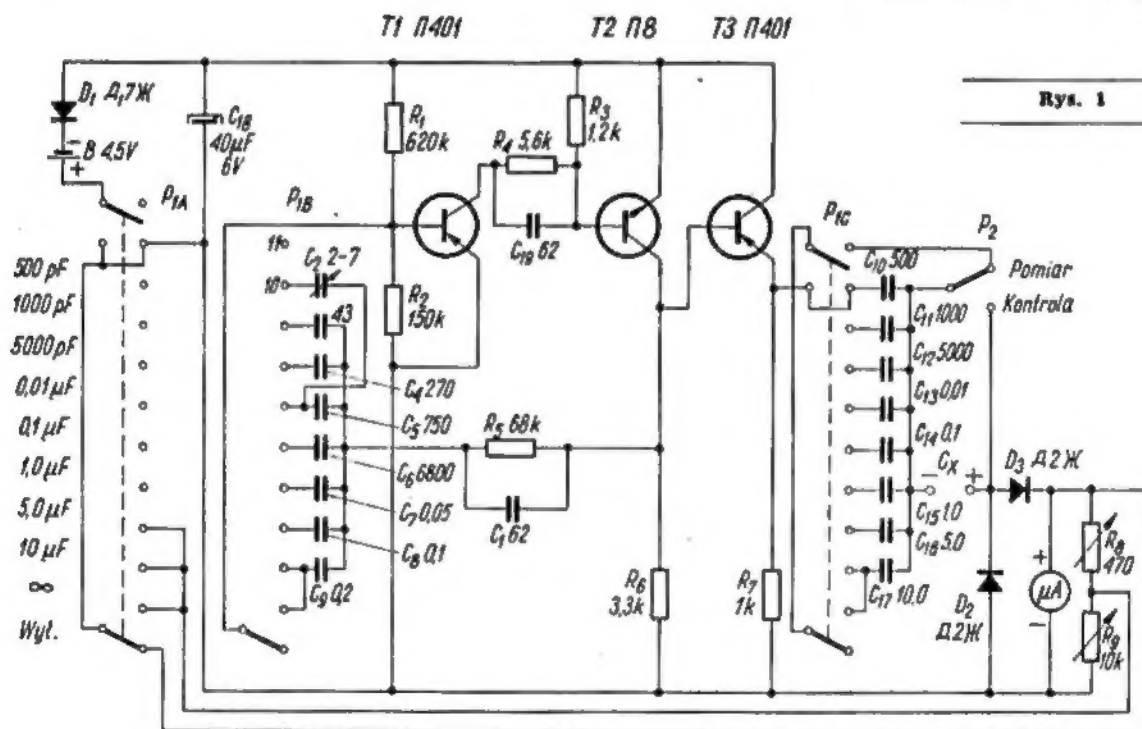 T1 П401
T2 П8
T3 П401
Rys. 1
D₁ Д,7Ж
B 4,5V
-
+
C₁₈
40µF
6V
R₁
620k
R₂
150k
R₃
1,2k
R₄ 5,6k
C₁₉ 62
P₁A
P₁B
P₁C
P₂
Pomiar
Kontrola
500 pF
1000 pF
5000 pF
0,01 µF
0,1 µF
1,0 µF
5,0 µF
10 µF
∞
Wył.
11
10
C₂ 2-7
43
C₄ 270
C₅ 750
C₆ 6800
C₇ 0,05
C₈ 0,1
C₉ 0,2
R₅ 68k
C₁ 62
R₆
3,3k
R₇
1k
C₁₀ 500
C₁₁ 1000
C₁₂ 5000
C₁₃ 0,01
C₁₄ 0,1
- Cx +
C₁₅ 1,0
C₁₆ 5,0
C₁₇ 10,0
D₃ Д2Ж
D₂
Д2Ж
+
µA
-
R₈
470
R₉
10k